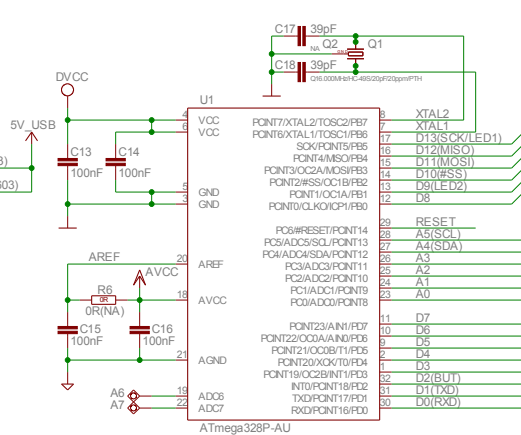 C17 39pF
NA Q2 Q1
C18 39pF
Q16.000MHz/HC-49S/20pF/20ppm/PTH
DVCC
U1
5V_USB
4 VCC PCINT7/XTAL2/TOSC2/PB7 8 XTAL2
6 VCC PCINT6/XTAL1/TOSC1/PB6 7 XTAL1
SCK/PCINT5/PB5 17 D13(SCK/LED1)
C13 C14 PCINT4/MISO/PB4 16 D12(MISO)
3)
100nF 100nF PCINT3/OC2A/MOSI/PB3 15 D11(MOSI)
PCINT2/#SS/OC1B/PB2 14 D10(#SS)
603)
5 GND PCINT1/OC1A/PB1 13 D9(LED2)
3 GND PCINT0/CLKO/ICP1/PB0 12 D8
PC6/#RESET/PCINT14 29 RESET
PC5/ADC5/SCL/PCINT13 28 A5(SCL)
PC4/ADC4/SDA/PCINT12 27 A4(SDA)
AREF 20 AREF PC3/ADC3/PCINT11 26 A3
AVCC PC2/ADC2/PCINT10 25 A2
R6 PC1/ADC1/PCINT9 24 A1
0R 18 AVCC PC0/ADC0/PCINT8 23 A0
0R(NA)
PCINT23/AIN1/PD7 11 D7
C15 C16 PCINT22/OC0A/AIN0/PD6 10 D6
100nF 100nF PCINT21/OC0B/T1/PD5 9 D5
21 AGND PCINT20/XCK/T0/PD4 2 D4
PCINT19/OC2B/INT1/PD3 1 D3
INT0/PCINT18/PD2 32 D2(BUT)
A6 19 ADC6 TXD/PCINT17/PD1 31 D1(TXD)
A7 22 ADC7 RXD/PCINT16/PD0 30 D0(RXD)
ATmega328P-AU